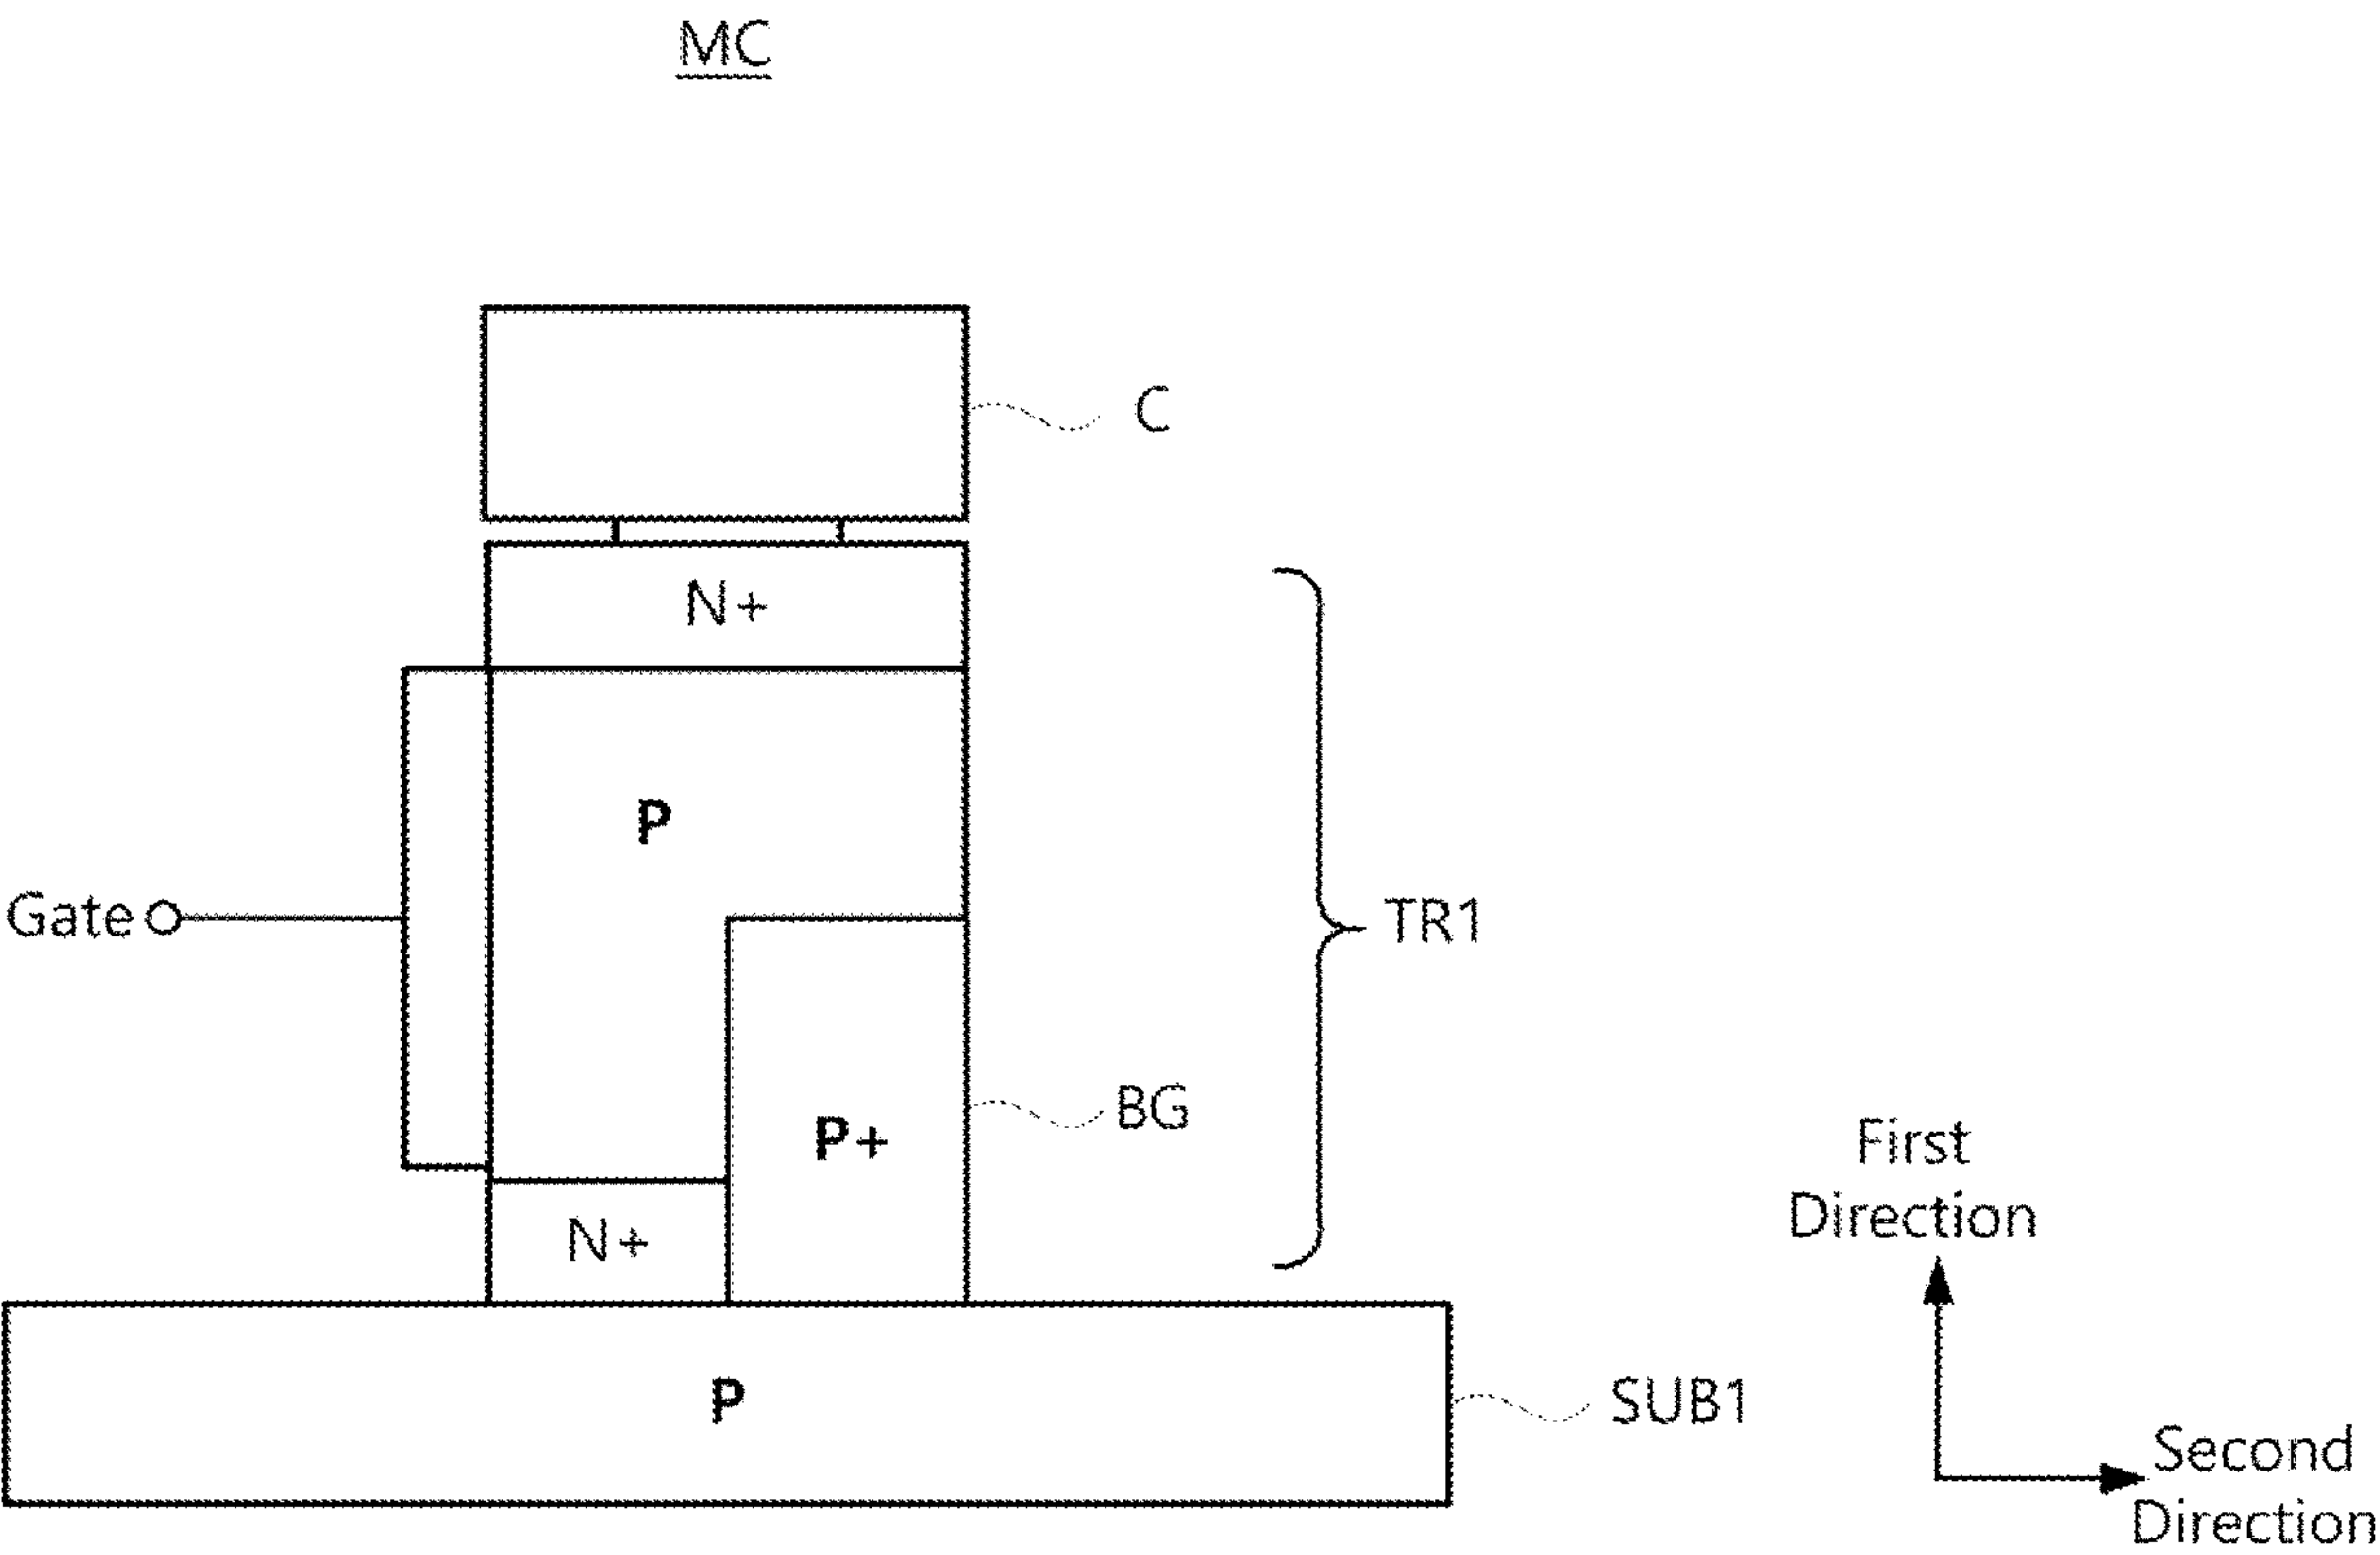 MC
C
N+
P
Gate
TR1
BG
P+
N+
First
Direction
P
SUB1
Second
Direction